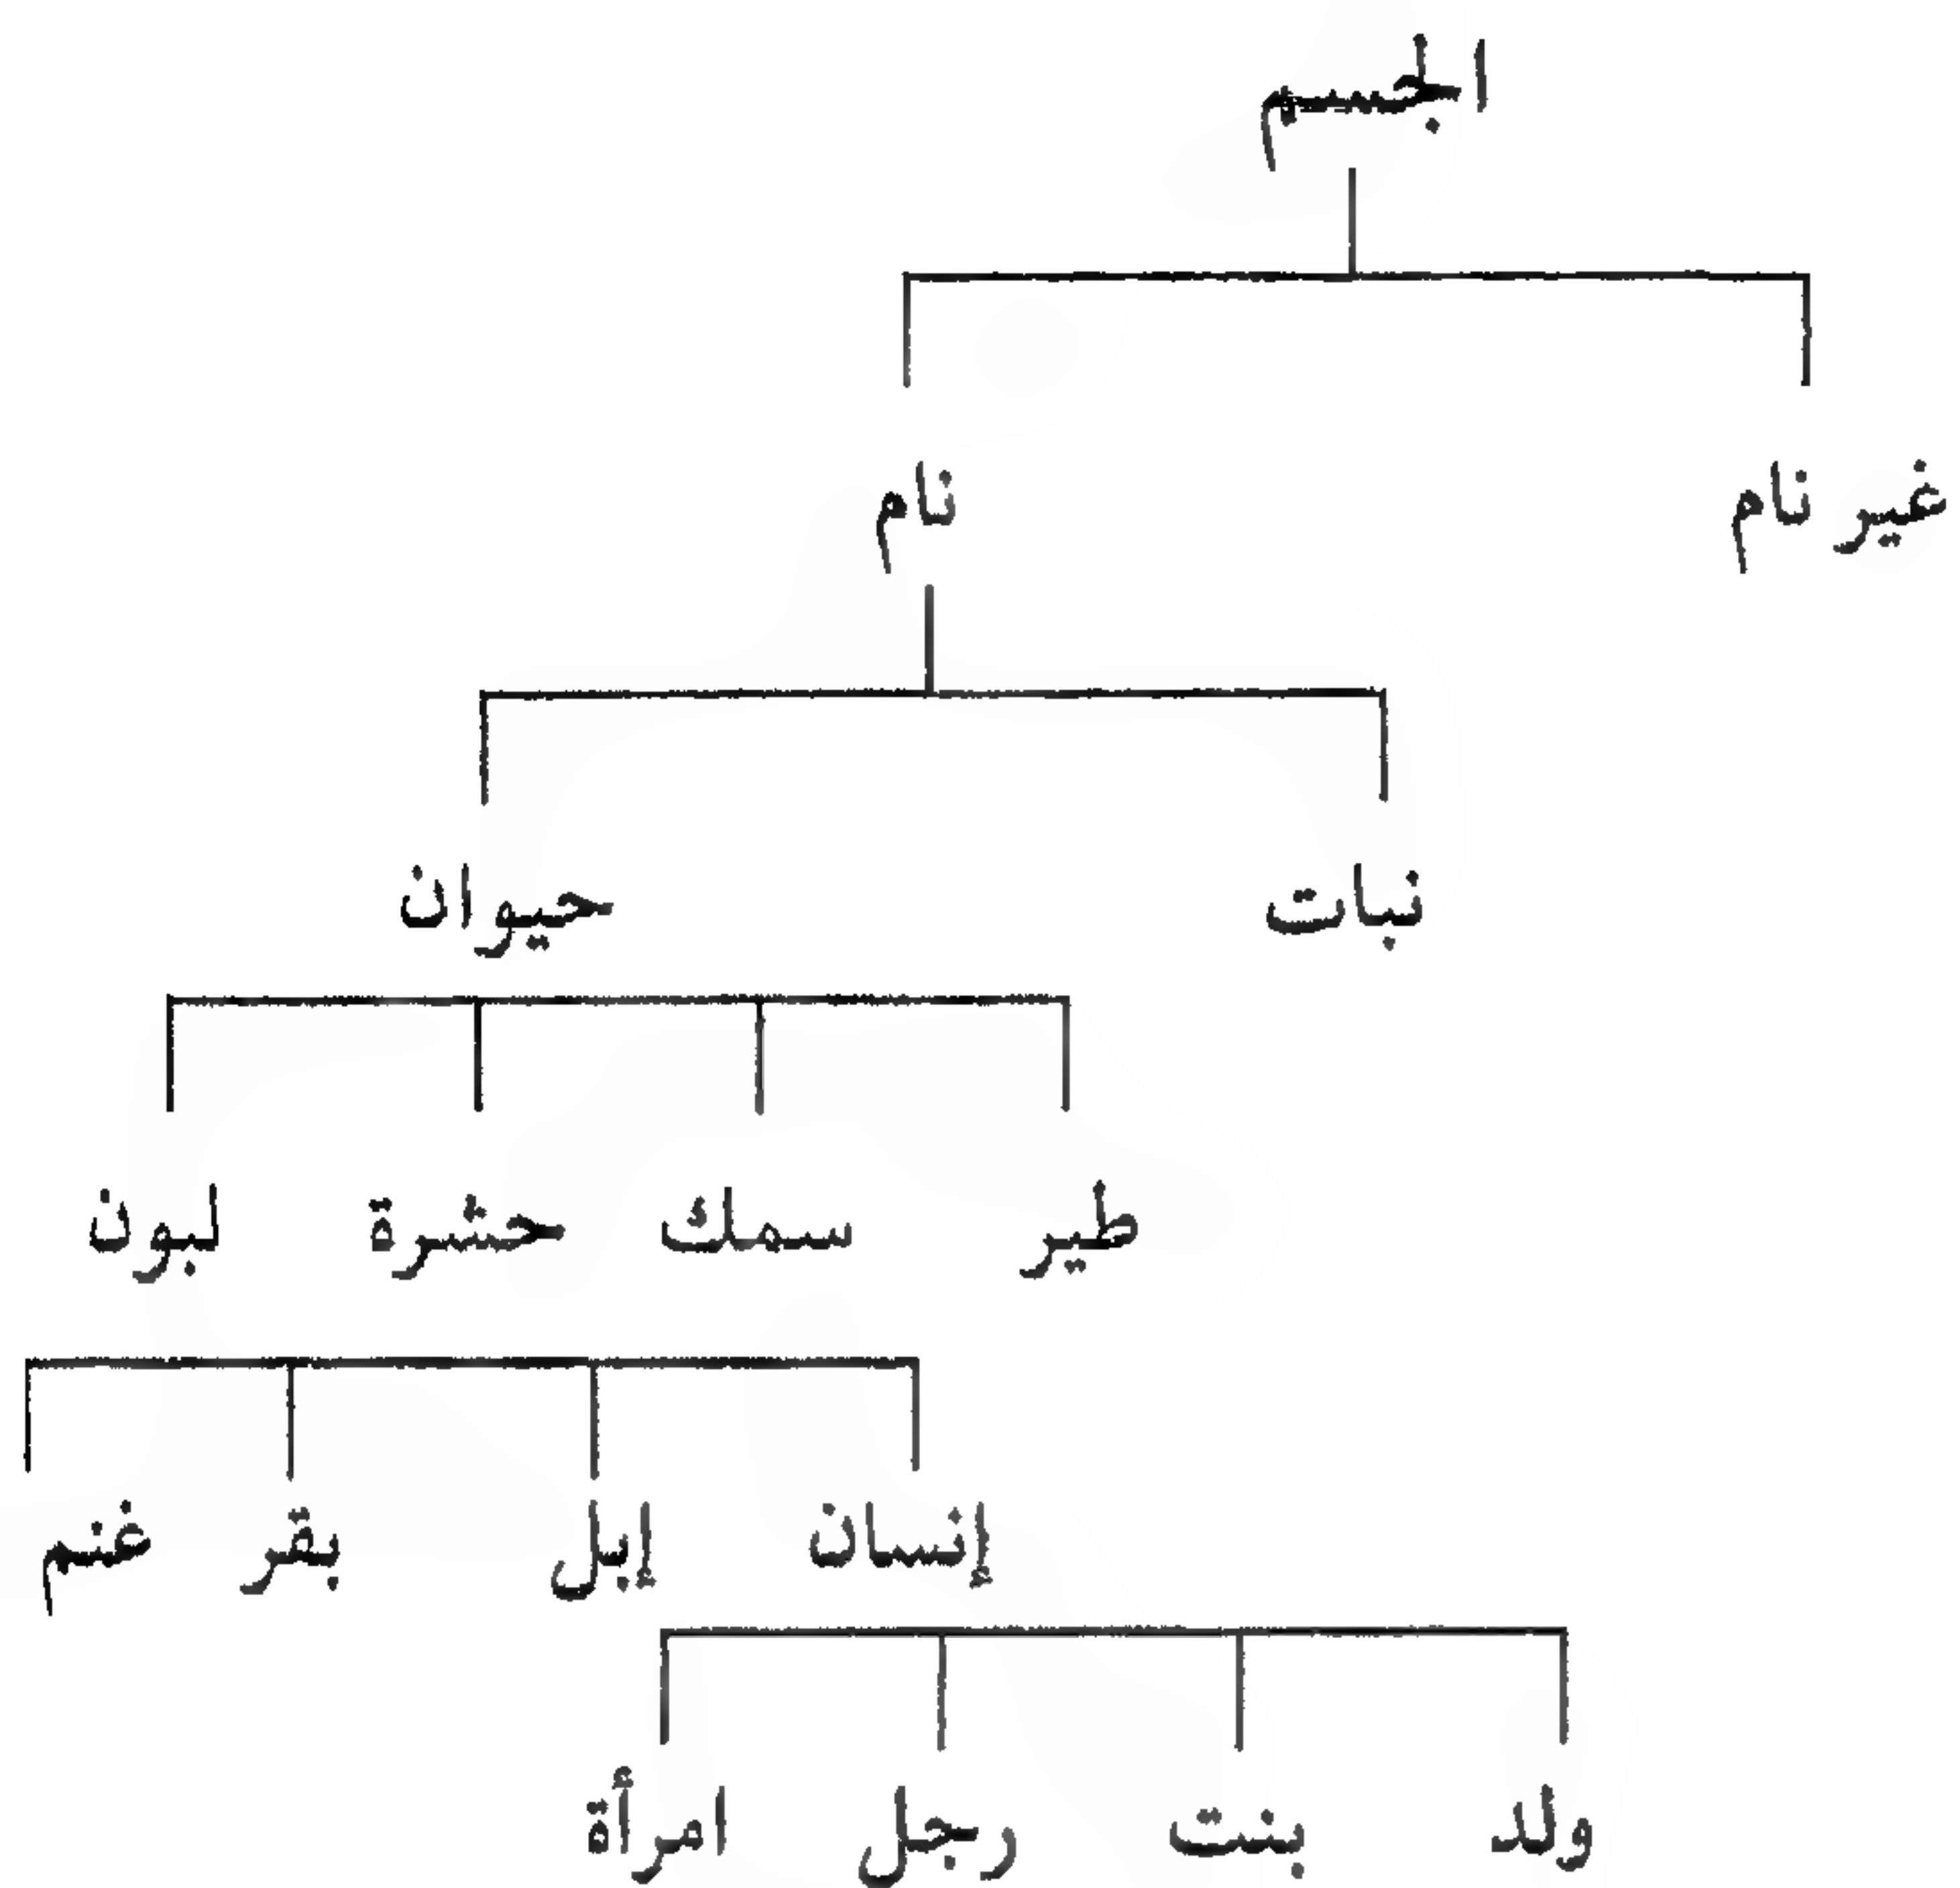 الجسم
غير نام نام
نبات حيوان
طير سمك حشرة لبون
إنسان إبل بقر غنم
ولد بنت رجل امرأة